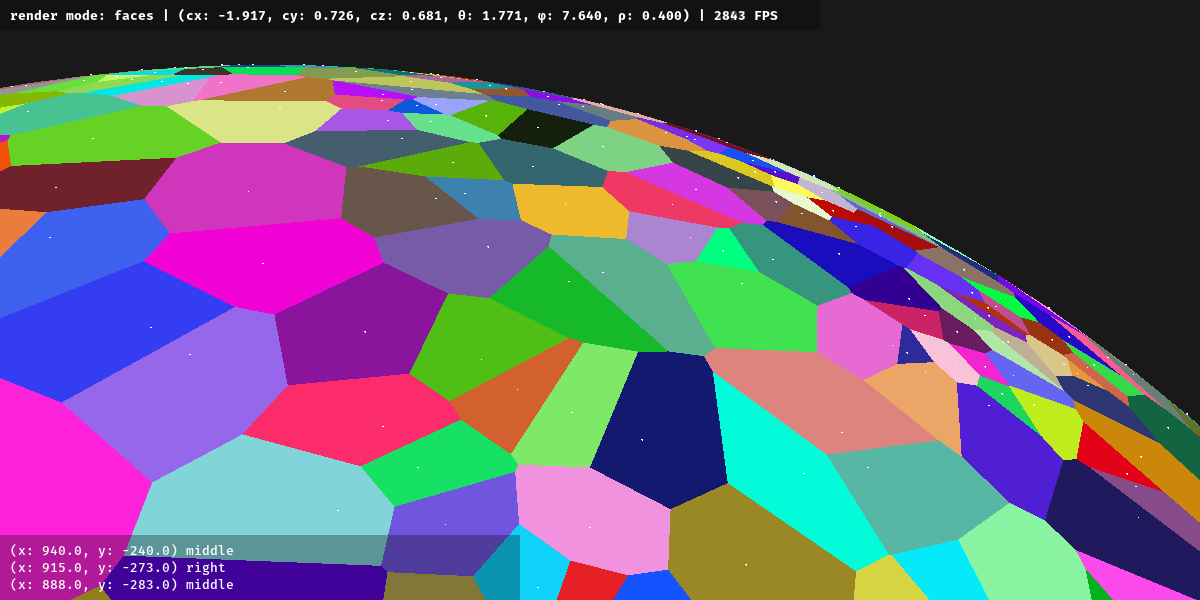 render mode: faces | (cx: -1.917, cy: 0.726, cz: 0.681, θ: 1.771, φ: 7.640, ρ: 0.400) | 2843 FPS
(x: 940.0, y: -240.0) middle
(x: 915.0, y: -273.0) right
(x: 888.0, y: -283.0) middle